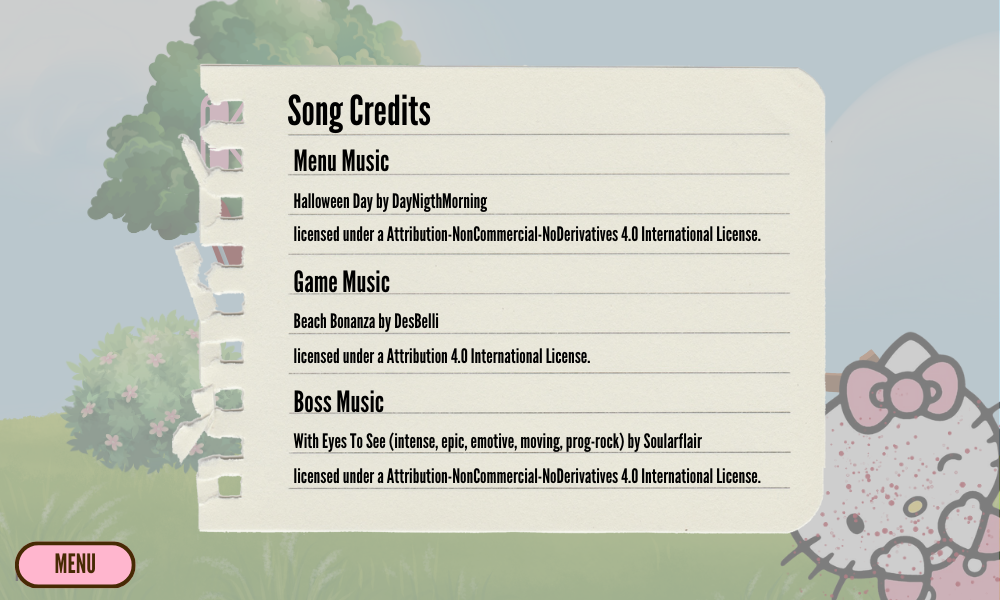 Song Credits
Menu Music
Halloween Day by DayNigthMorning
licensed under a Attribution-NonCommercial-NoDerivatives 4.0 International License.
Game Music
Beach Bonanza by DesBelli
licensed under a Attribution 4.0 International License.
Boss Music
With Eyes To See (intense, epic, emotive, moving, prog-rock) by Soularflair
licensed under a Attribution-NonCommercial-NoDerivatives 4.0 International License.
MENU